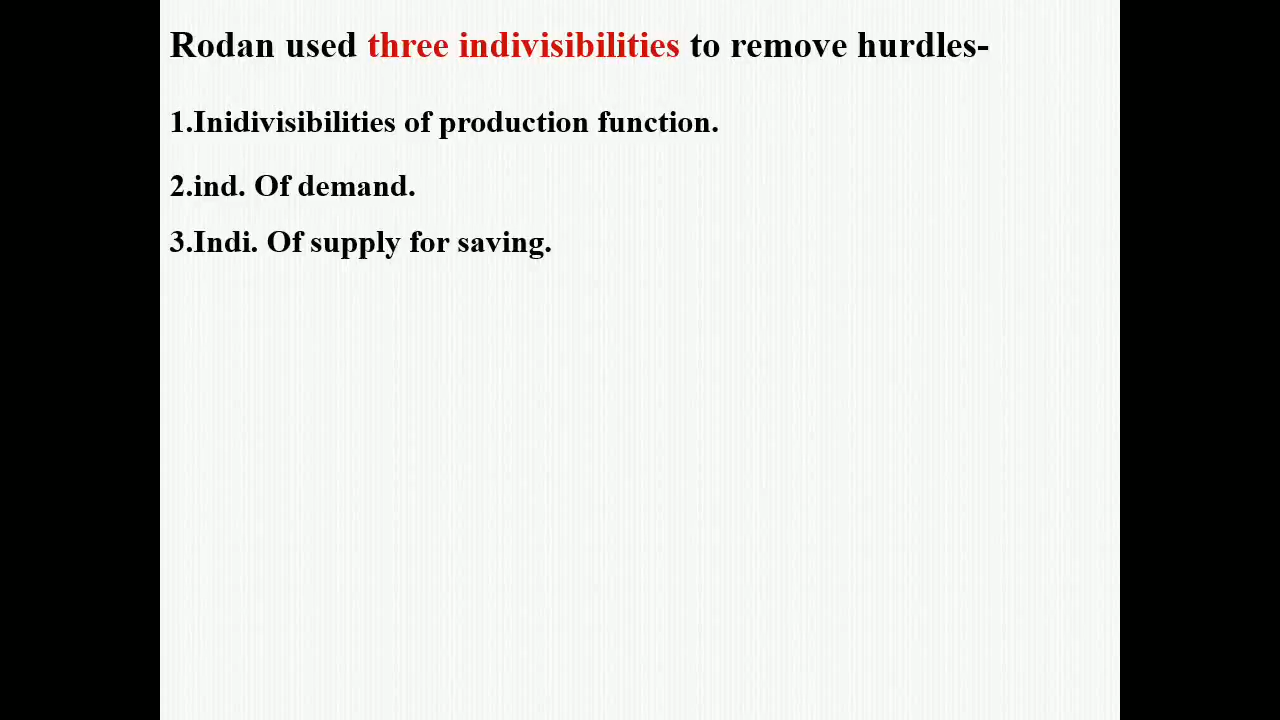 Rodan used three indivisibilities to remove hurdles-
1.Inidivisibilities of production function.
2.ind. Of demand.
3.Indi. Of supply for saving.